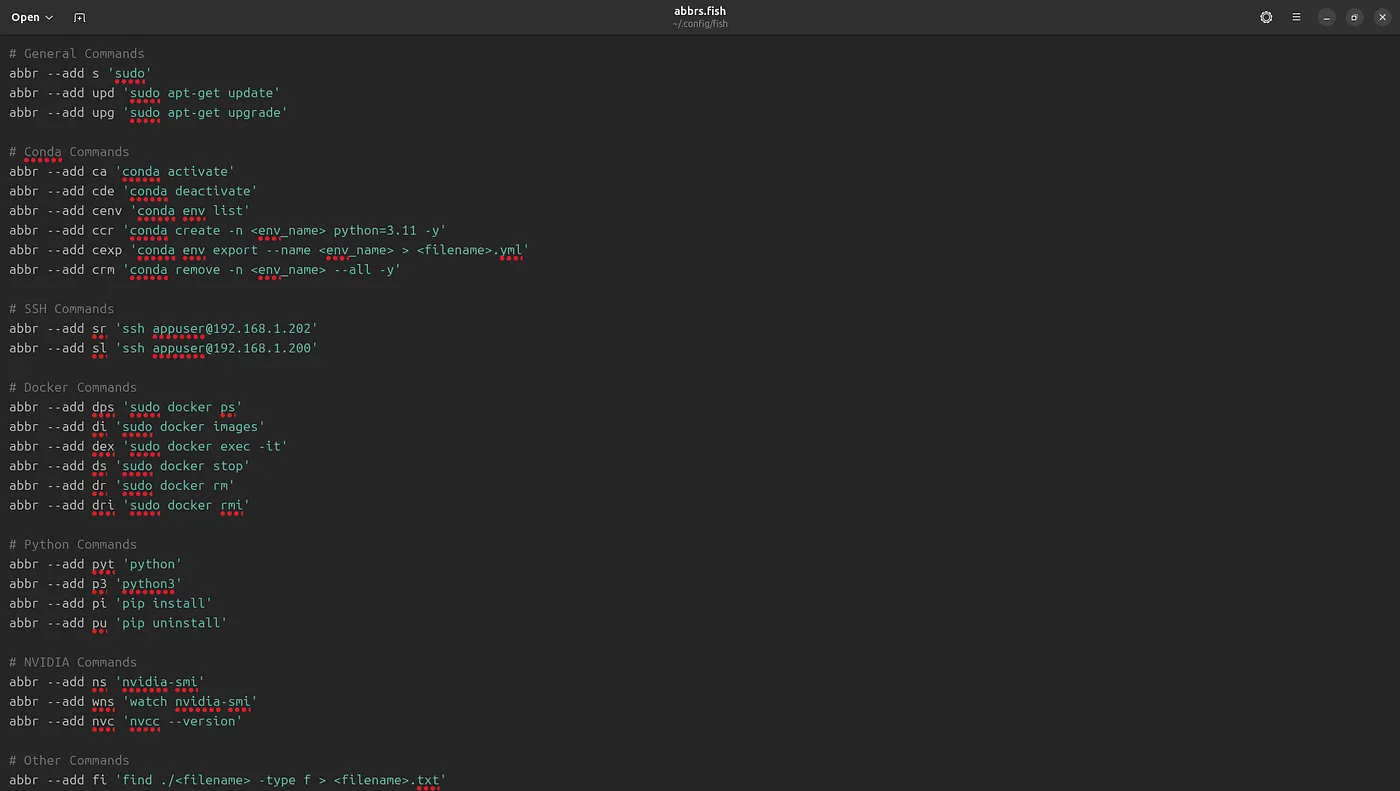 Open
abbrs.fish
~/.config/fish
# General Commands
abbr --add s 'sudo'
abbr --add upd 'sudo apt-get update'
abbr --add upg 'sudo apt-get upgrade'
# Conda Commands
abbr --add ca 'conda activate'
abbr --add cde 'conda deactivate'
abbr --add cenv 'conda env list'
abbr --add ccr 'conda create -n <env_name> python=3.11 -y'
abbr --add cexp 'conda env export --name <env_name> > <filename>.yml'
abbr --add crm 'conda remove -n <env_name> --all -y'
# SSH Commands
abbr --add sr 'ssh appuser@192.168.1.202'
abbr --add sl 'ssh appuser@192.168.1.200'
# Docker Commands
abbr --add dps 'sudo docker ps'
abbr --add di 'sudo docker images'
abbr --add dex 'sudo docker exec -it'
abbr --add ds 'sudo docker stop'
abbr --add dr 'sudo docker rm'
abbr --add dri 'sudo docker rmi'
# Python Commands
abbr --add pyt 'python'
abbr --add p3 'python3'
abbr --add pi 'pip install'
abbr --add pu 'pip uninstall'
# NVIDIA Commands
abbr --add ns 'nvidia-smi'
abbr --add wns 'watch nvidia-smi'
abbr --add nvc 'nvcc --version'
# Other Commands
abbr --add fi 'find ./<filename> -type f > <filename>.txt'